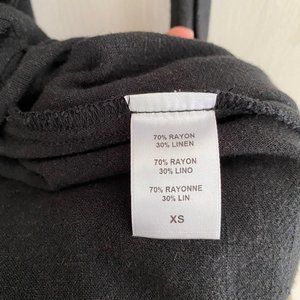 70% RAYON
30% LINEN
70% RAYON
30% LINO
70% RAYONNE
30% LIN
XS